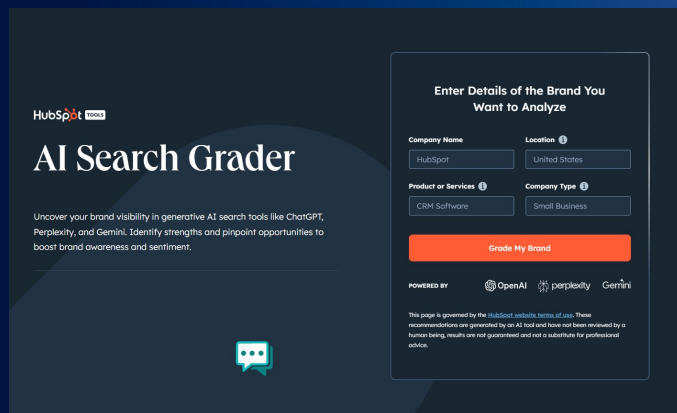 HubSpot TOOLS
AI Search Grader
Uncover your brand visibility in generative AI search tools like ChatGPT,
Perplexity, and Gemini. Identify strengths and pinpoint opportunities to
boost brand awareness and sentiment.
Enter Details of the Brand You
Want to Analyze
Company Name
HubSpot
Location i
United States
Product or Services i
CRM Software
Company Type i
Small Business
Grade My Brand
POWERED BY
OpenAI
perplexity
Gemini
This page is governed by the HubSpot website terms of use. These
recommendations are generated by an AI tool and have not been reviewed by a
human being, results are not guaranteed and not a substitute for professional
advice.